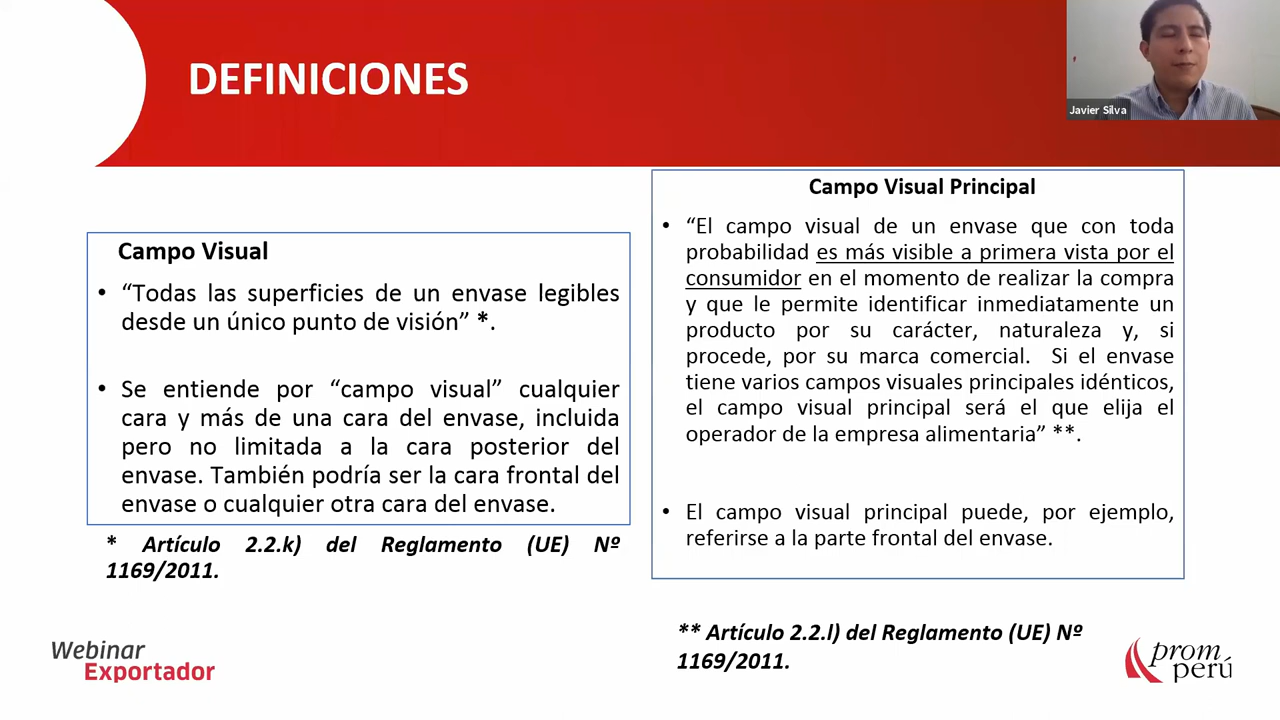 DEFINICIONES
Javier Silva
Campo Visual
• “Todas las superficies de un envase legibles
desde un único punto de visión” *.
• Se entiende por “campo visual” cualquier
cara y más de una cara del envase, incluida
pero no limitada a la cara posterior del
envase. También podría ser la cara frontal del
envase o cualquier otra cara del envase.
* Artículo 2.2.k) del Reglamento (UE) Nº
1169/2011.
Campo Visual Principal
• “El campo visual de un envase que con toda
probabilidad es más visible a primera vista por el
consumidor en el momento de realizar la compra
y que le permite identificar inmediatamente un
producto por su carácter, naturaleza y, si
procede, por su marca comercial. Si el envase
tiene varios campos visuales principales idénticos,
el campo visual principal será el que elija el
operador de la empresa alimentaria” **.
• El campo visual principal puede, por ejemplo,
referirse a la parte frontal del envase.
** Artículo 2.2.l) del Reglamento (UE) Nº
1169/2011.
Webinar
Exportador
prom
perú